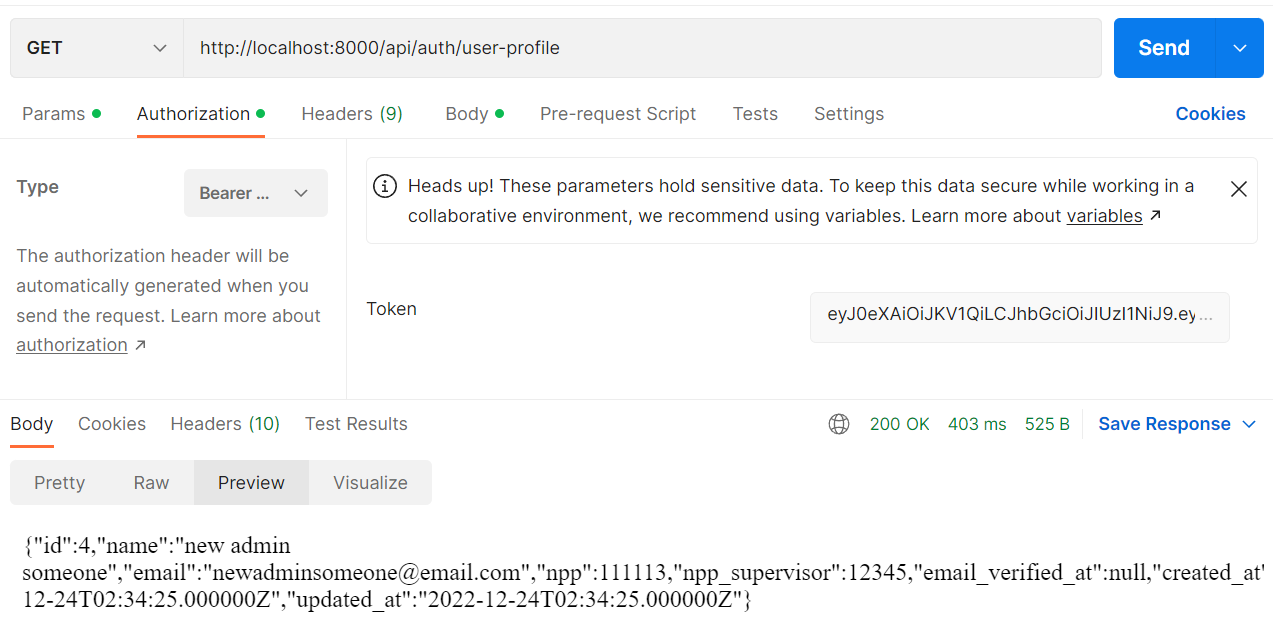 GET
http://localhost:8000/api/auth/user-profile
Send
Params
Authorization
Headers (9)
Body
Pre-request Script
Tests
Settings
Cookies
Type
Bearer ...
The authorization header will be
automatically generated when you
send the request. Learn more about
authorization ↗
Heads up! These parameters hold sensitive data. To keep this data secure while working in a
collaborative environment, we recommend using variables. Learn more about variables ↗
Token
eyJ0eXAiOiJKV1QiLCJhbGciOiJIUzI1NiJ9.ey...
Body
Cookies
Headers (10)
Test Results
200 OK
403 ms
525 B
Save Response
Pretty
Raw
Preview
Visualize
{"id":4,"name":"new admin
someone","email":"newadminsomeone@email.com","npp":111113,"npp_supervisor":12345,"email_verified_at":null,"created_at"
12-24T02:34:25.000000Z","updated_at":"2022-12-24T02:34:25.000000Z"}